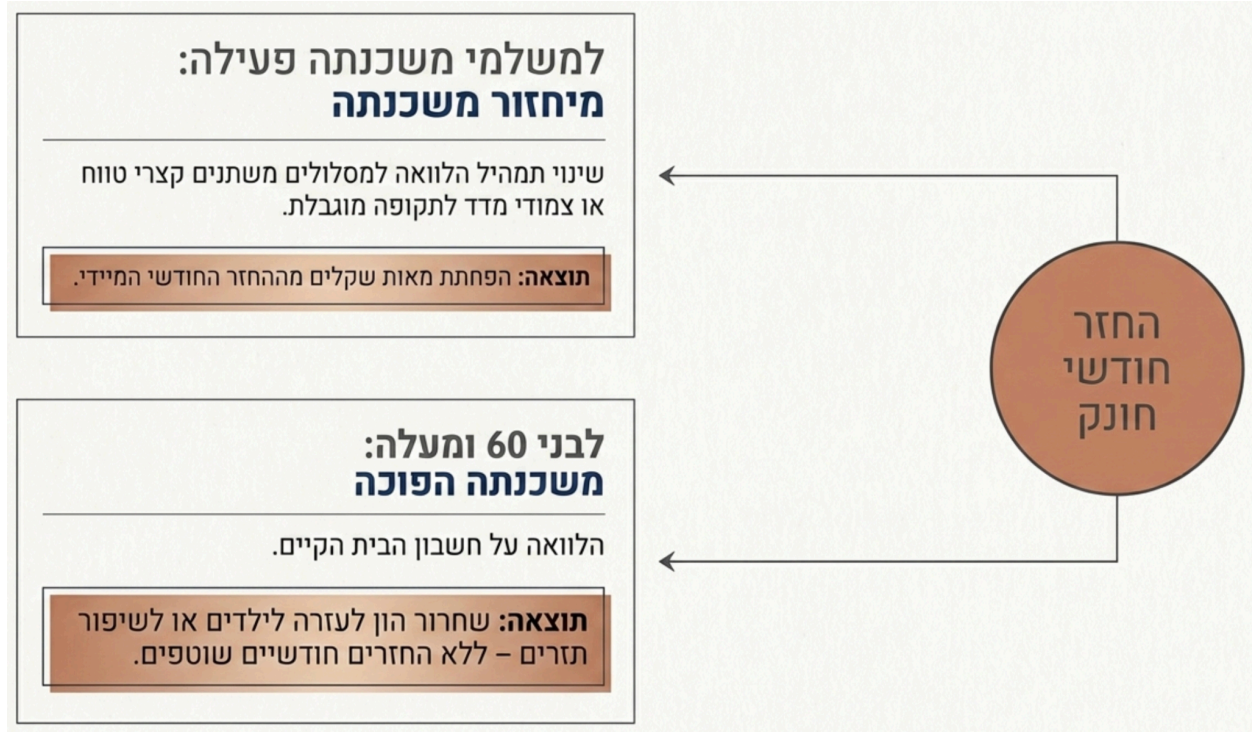 החזר
חודשי
חונק
למשלמי משכנתה פעילה:
מיחזור משכנתה
שינוי תמהיל הלוואה למסלולים משתנים קצרי טווח
או צמודי מדד לתקופה מוגבלת.
תוצאה: הפחתת מאות שקלים מההחזר החודשי המיידי.
לבני 60 ומעלה:
משכנתה הפוכה
הלוואה על חשבון הבית הקיים.
תוצאה: שחרור הון לעזרה לילדים או לשיפור
תזרים – ללא החזרים חודשיים שוטפים.